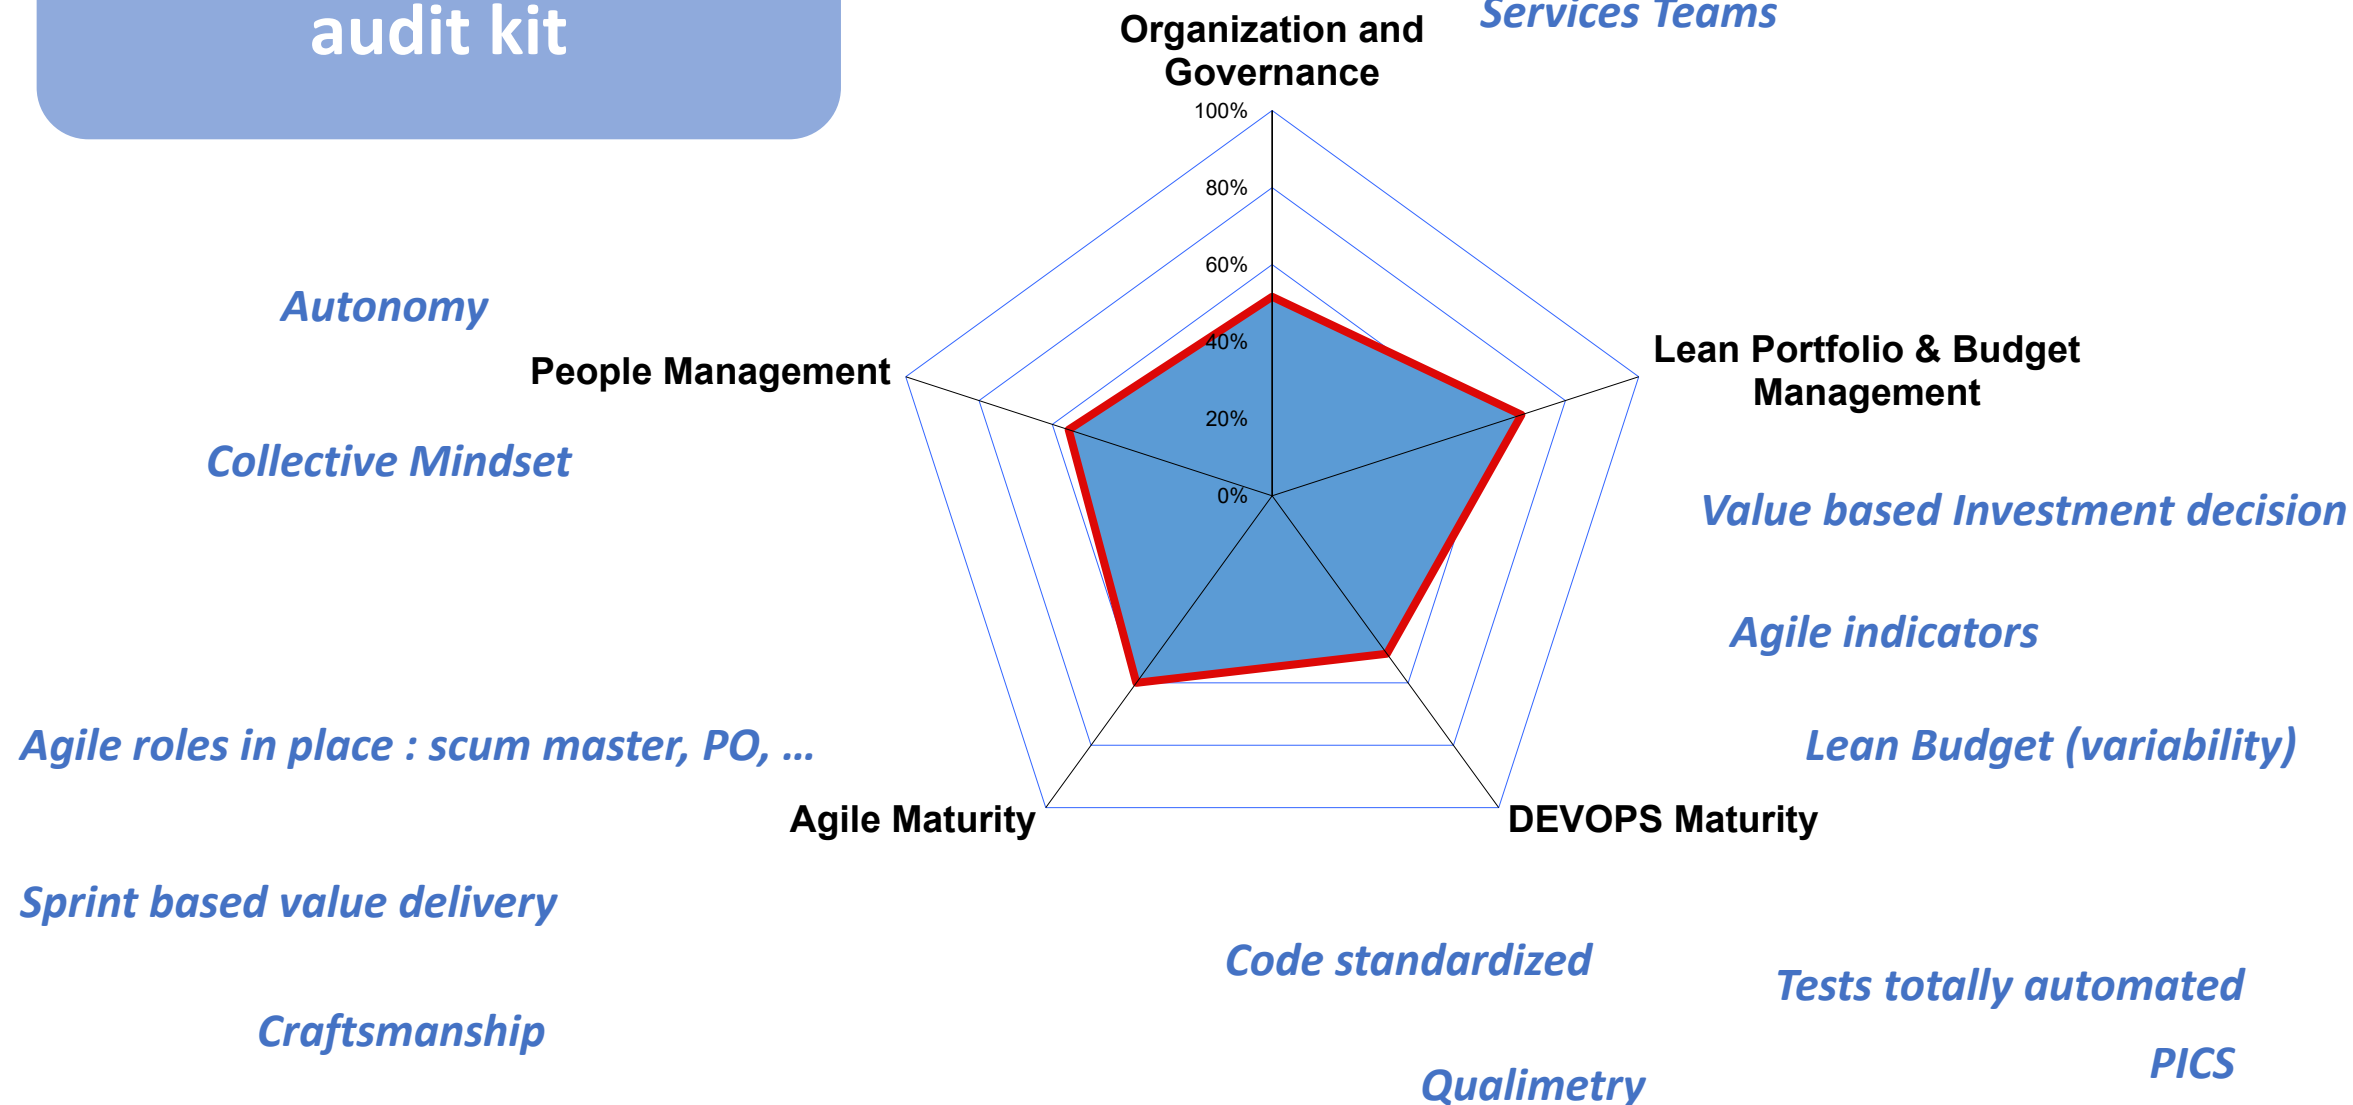 audit kit
Services Teams
Organization and
Governance
100%
80%
60%
40%
20%
0%
Autonomy
People Management
Lean Portfolio & Budget
Management
Collective Mindset
Value based Investment decision
Agile indicators
Agile roles in place : scum master, PO, ...
Lean Budget (variability)
Agile Maturity
DEVOPS Maturity
Sprint based value delivery
Code standardized
Tests totally automated
Craftsmanship
PICS
Qualimetry